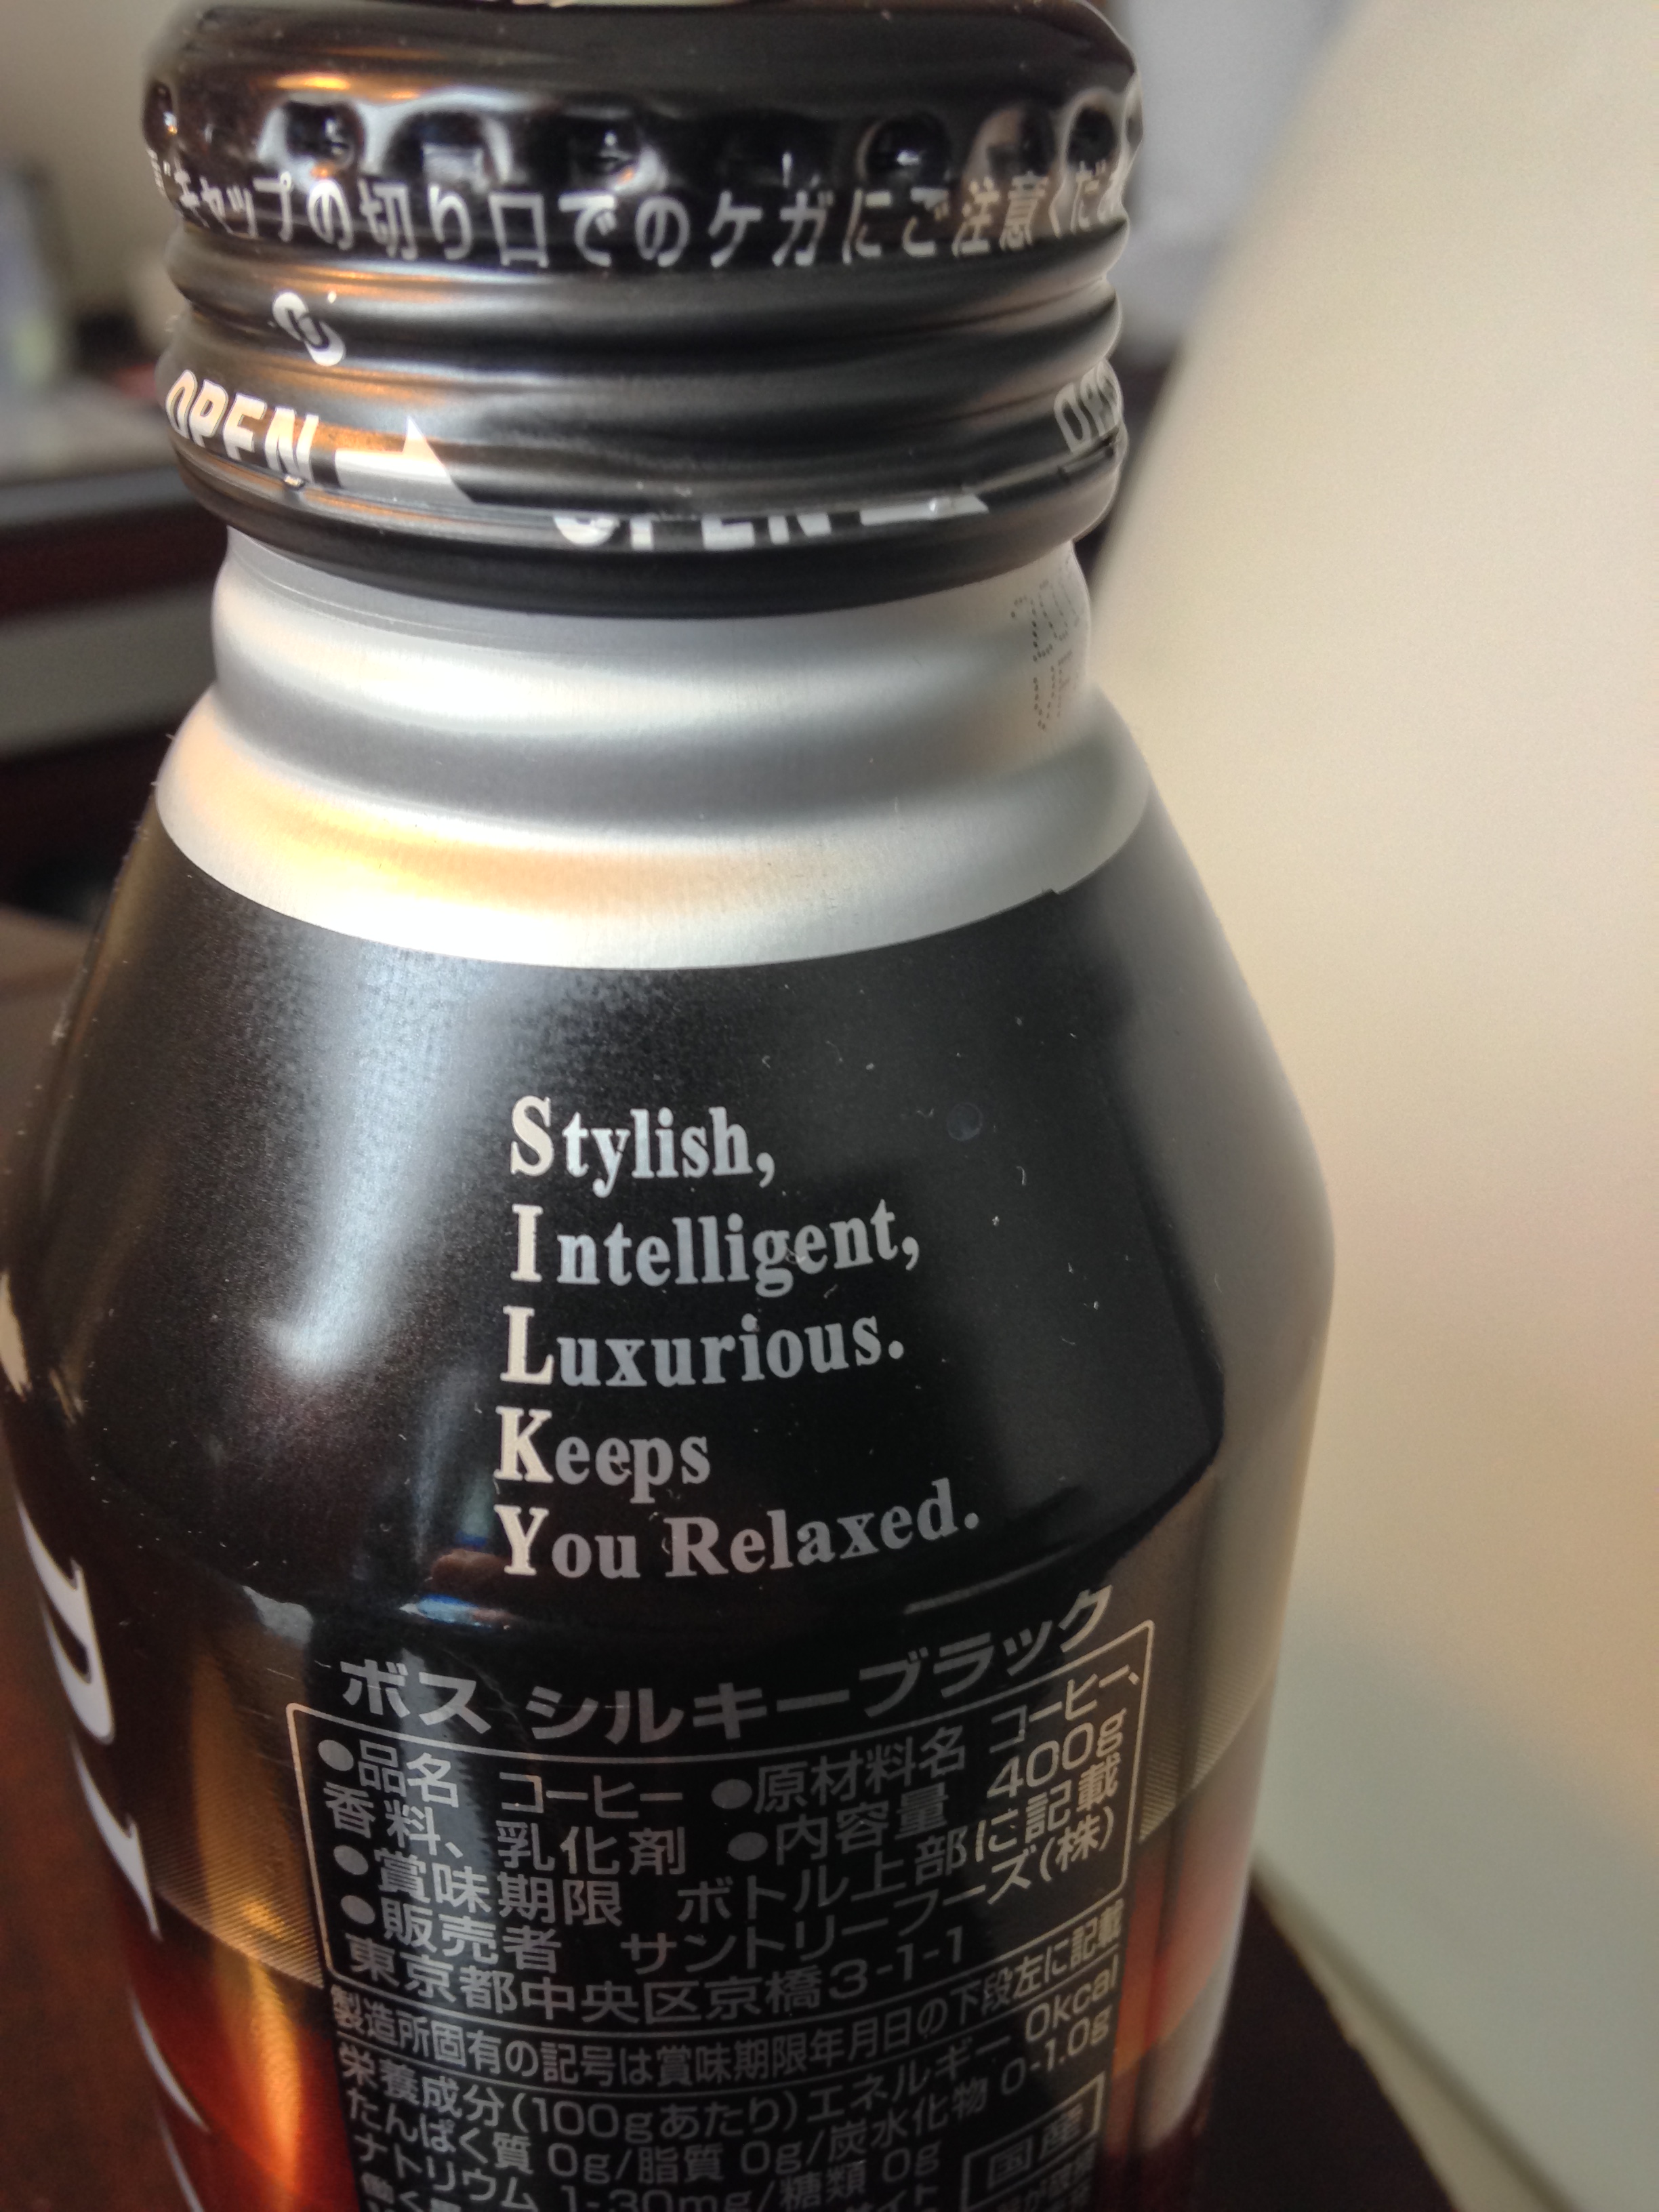 キャップの切り口でのケガにご注意くださ
OPEN
OPEN
Stylish,
Intelligent,
Luxurious.
Keeps
You Relaxed.
ボス シルキーブラック
●品名 コーヒー ●原材料名 コーヒー、
香料、乳化剤 ●内容量 400g
●賞味期限 ボトル上部に記載
●販売者 サントリーフーズ(株)
東京都中央区京橋3-1-1
製造所固有の記号は賞味期限年月日の下段左に記載
栄養成分(100gあたり)エネルギー 0kcal
たんぱく質 0g/脂質 0g/炭水化物 0-1.0g
ナトリウム 1-30mg/糖類 0g
国産